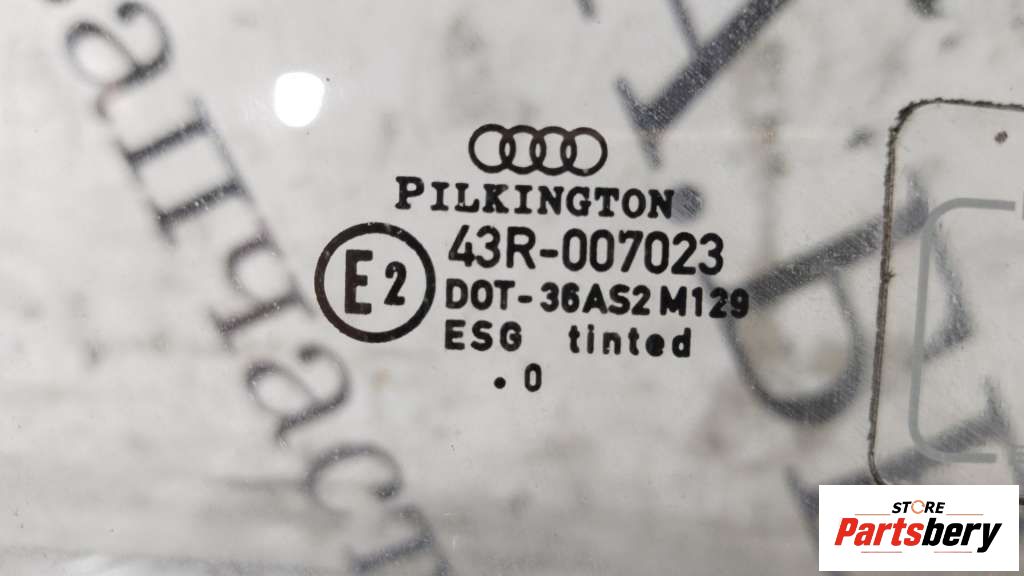 PILKINGTON
E2
43R-007023
DOT-36AS2 M129
ESG tinted
. 0
STORE
Partsbery